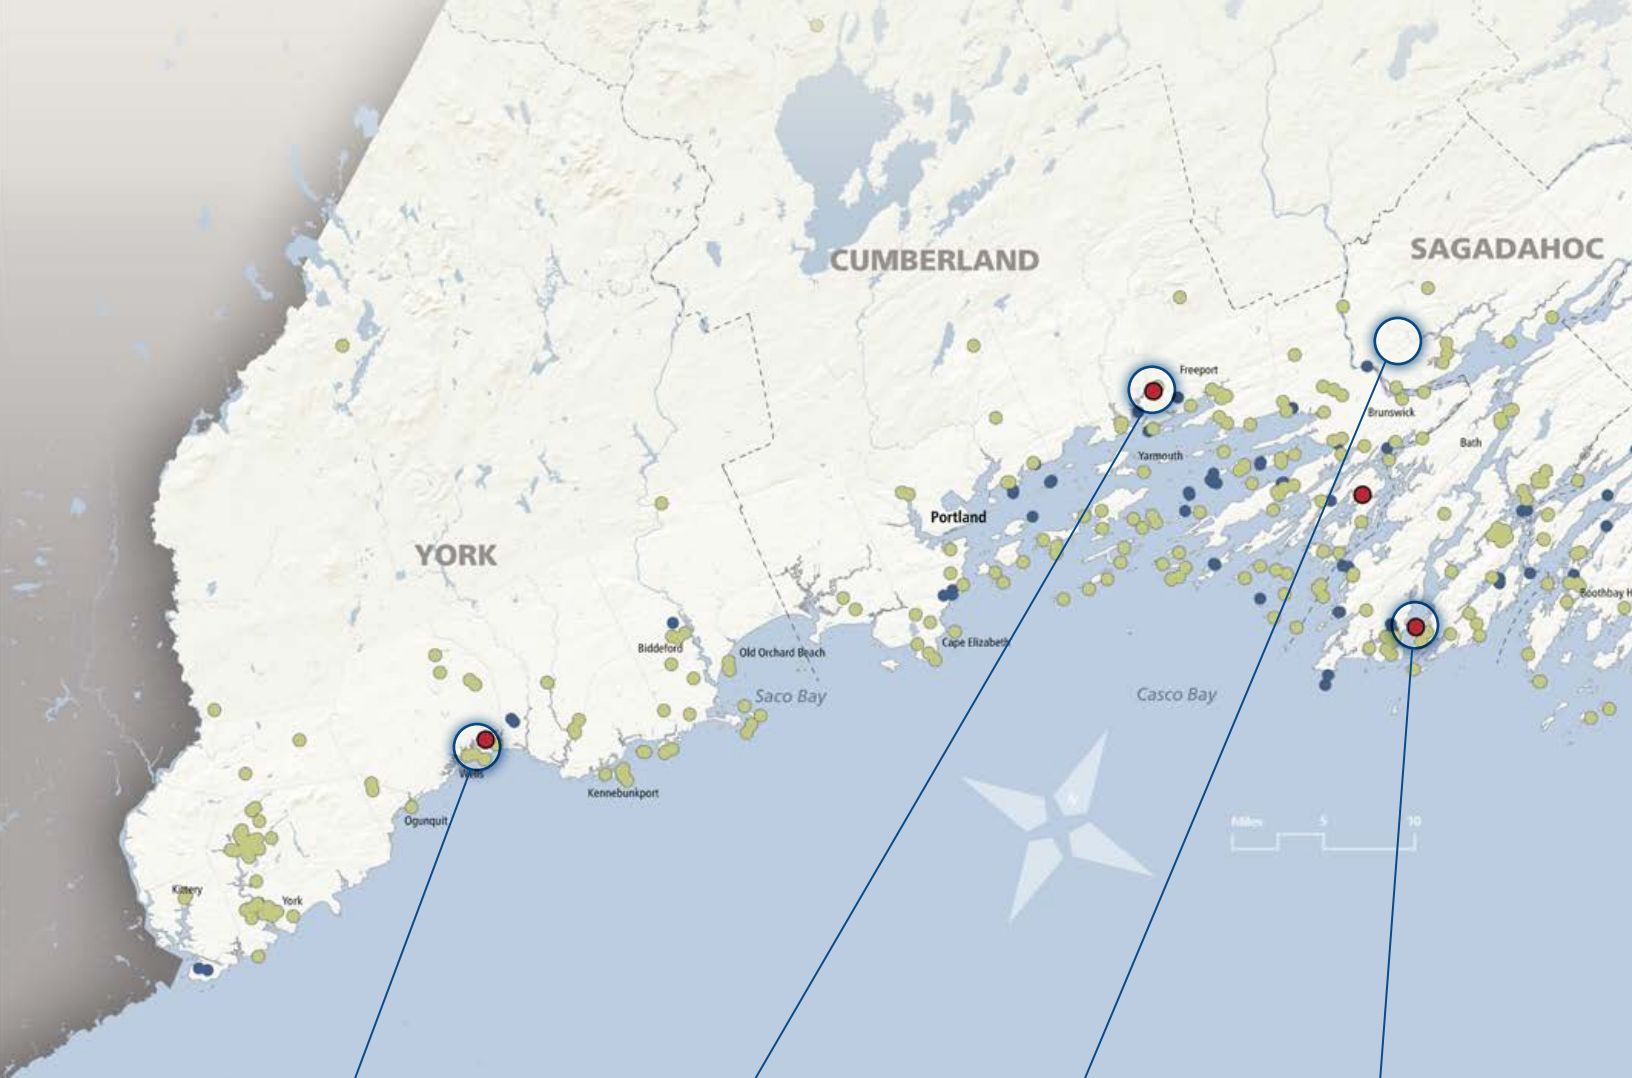 CUMBERLAND
SAGADAHOC
Freeport
Brunswick
Bath
Yarmouth
Portland
YORK
Boothbay H
Biddeford
Old Orchard Beach
Cape Elizabeth
Saco Bay
Casco Bay
Wells
Kennebunkport
Ogunquit
N
Miles 5 10
Kittery
York